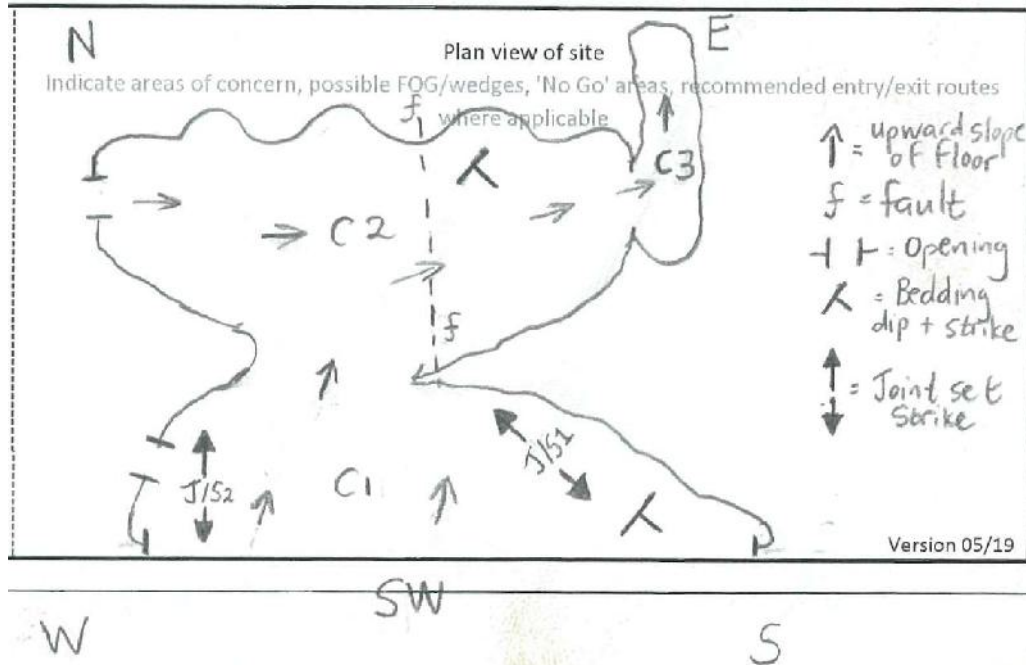 N
E
Plan view of site
Indicate areas of concern, possible FOG/wedges, 'No Go' areas, recommended entry/exit routes
where applicable
f
C3
C2
f
J/S1
J/S2
C1
↑ = upward slope
of floor
f = fault
⊣ ⊢ = Opening
= Bedding
dip + strike
= Joint set
Strike
Version 05/19
SW
W
S